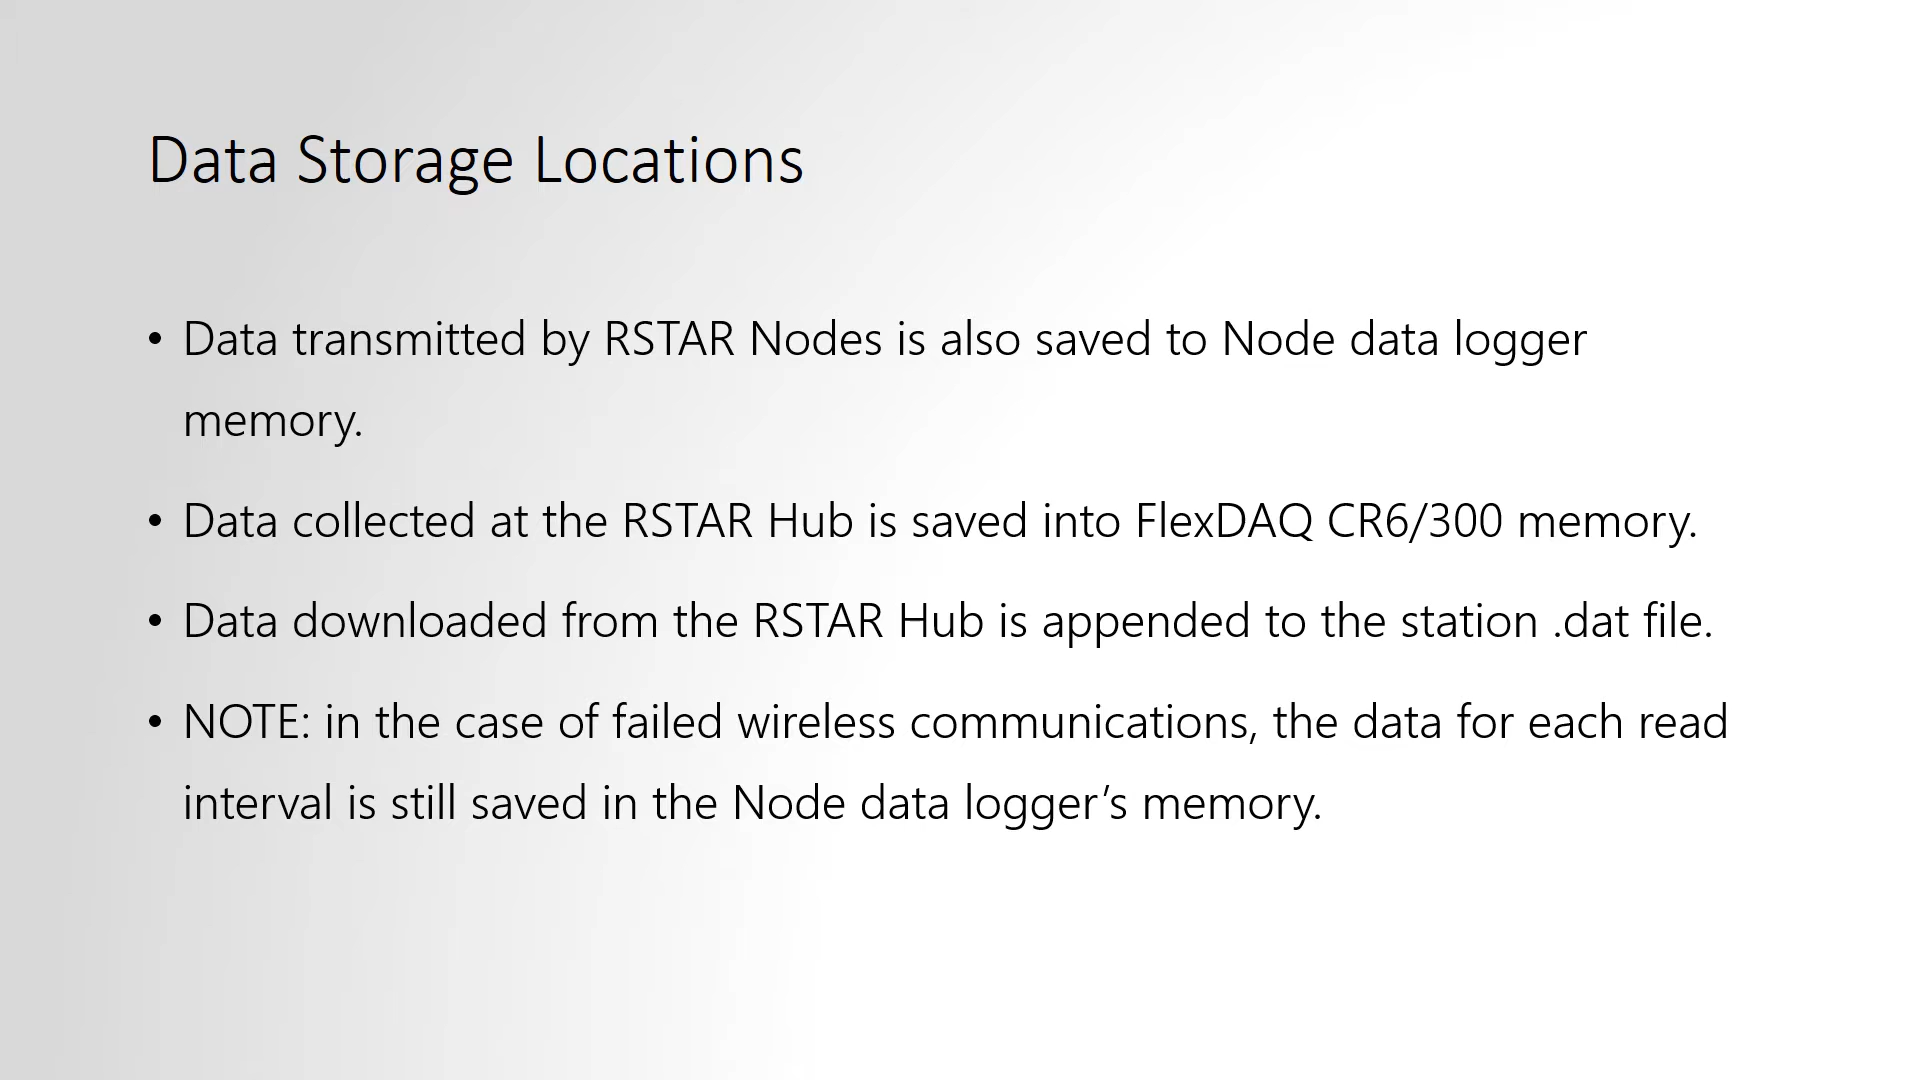 Data Storage Locations
• Data transmitted by RSTAR Nodes is also saved to Node data logger
memory.
• Data collected at the RSTAR Hub is saved into FlexDAQ CR6/300 memory.
• Data downloaded from the RSTAR Hub is appended to the station .dat file.
• NOTE: in the case of failed wireless communications, the data for each read
interval is still saved in the Node data logger’s memory.